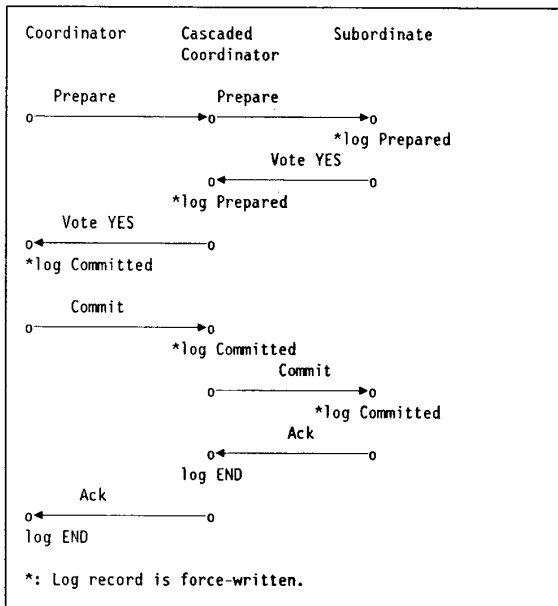 Coordinator Cascaded Subordinate
Coordinator
Prepare Prepare
*log Prepared
Vote YES
*log Prepared
Vote YES
*log Committed
Commit
*log Committed
Commit
*log Committed
Ack
log END
Ack
log END
*: Log record is force-written.